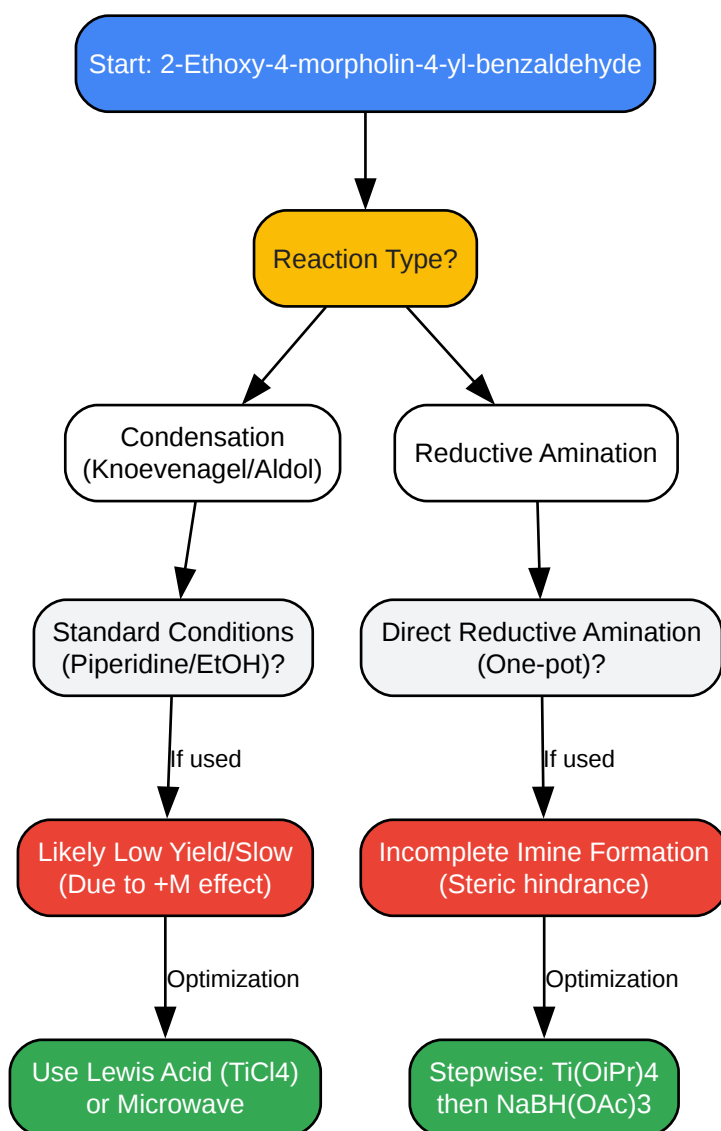 Start: 2-Ethoxy-4-morpholin-4-yl-benzaldehyde
Reaction Type?
Condensation
(Knoevenagel/Aldol)
Reductive Amination
Standard Conditions
(Piperidine/EtOH)?
Direct Reductive Amination
(One-pot)?
If used
If used
Likely Low Yield/Slow
(Due to +M effect)
Incomplete Imine Formation
(Steric hindrance)
Optimization
Optimization
Use Lewis Acid (TiCl4)
or Microwave
Stepwise: Ti(OiPr)4
then NaBH(OAc)3